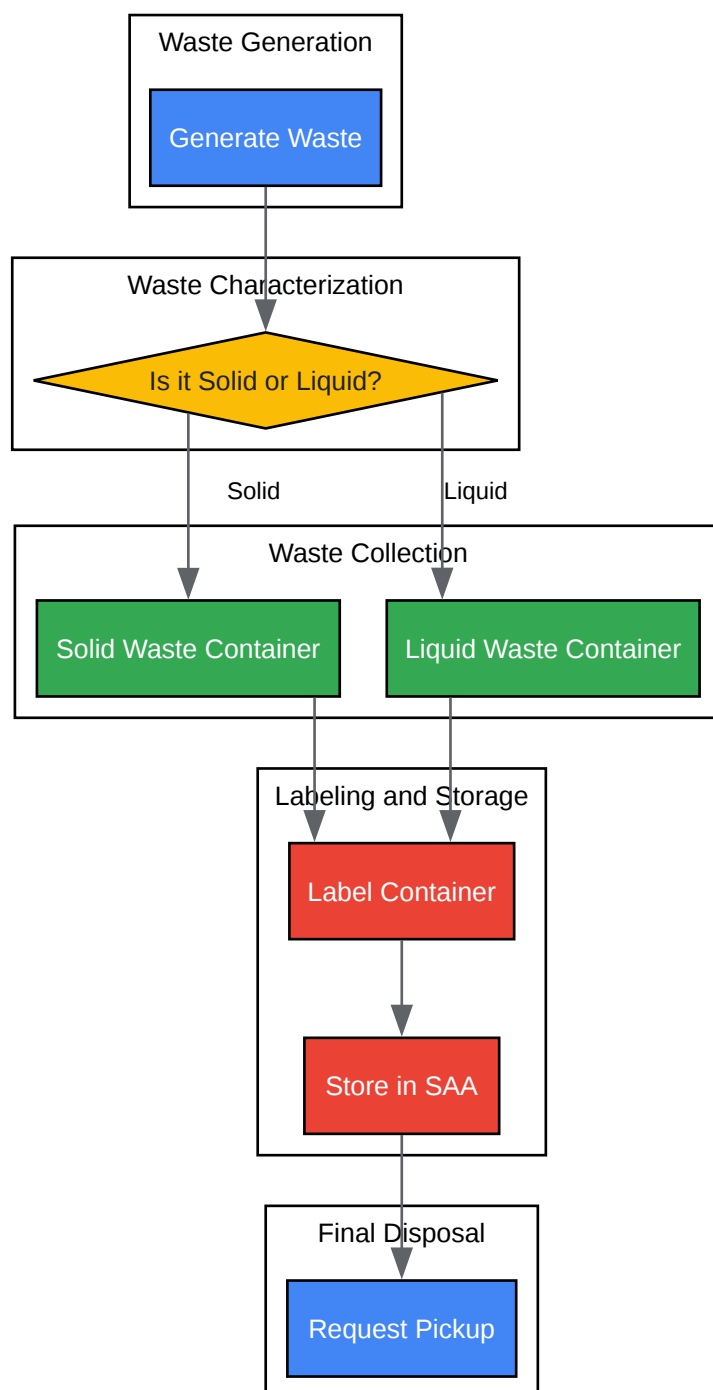 Waste Generation
Generate Waste
Waste Characterization
Is it Solid or Liquid?
Solid
Liquid
Waste Collection
Solid Waste Container
Liquid Waste Container
Labeling and Storage
Label Container
Store in SAA
Final Disposal
Request Pickup